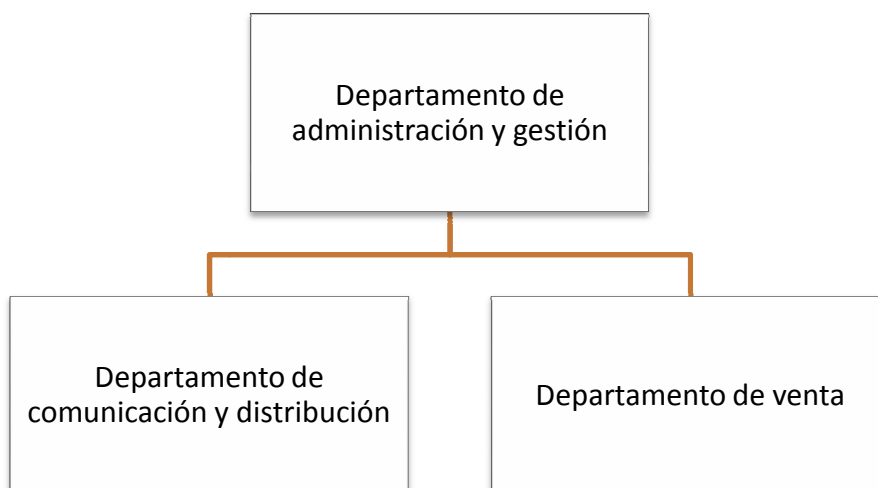 Departamento de
administración y gestión
Departamento de
comunicación y distribución
Departamento de venta